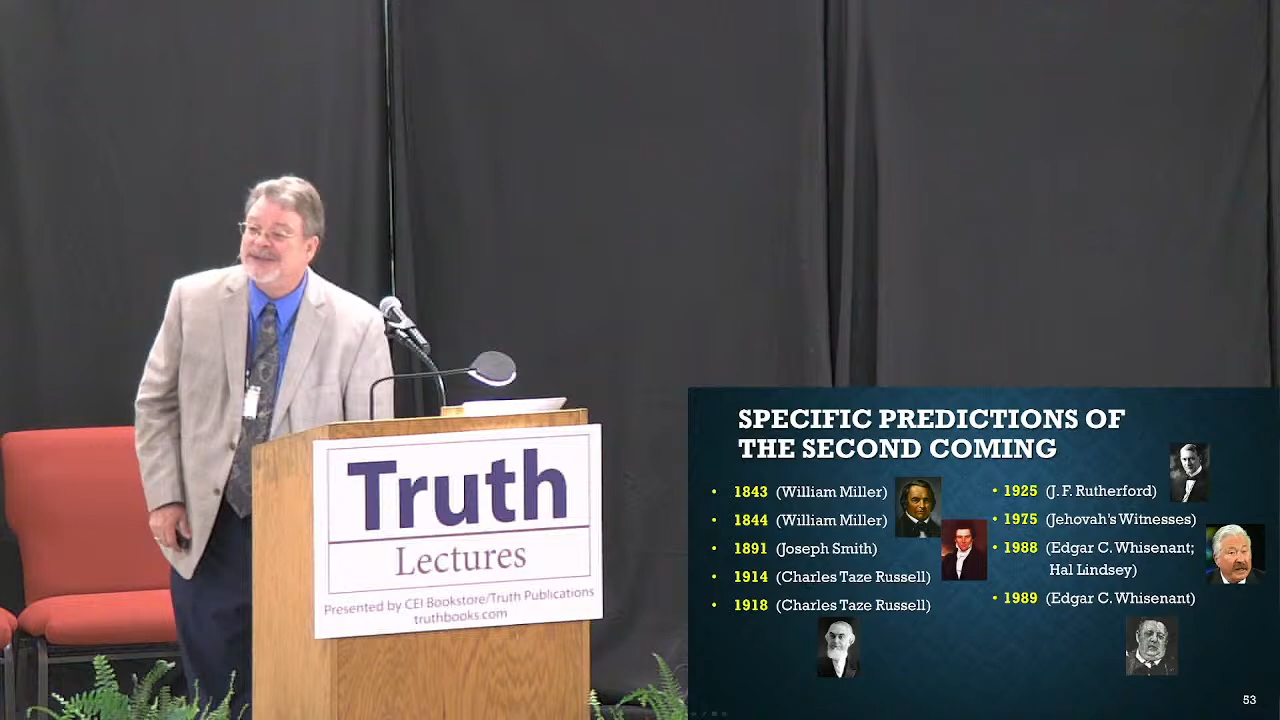 Truth
Lectures
Presented by CEI Bookstore/Truth Publications
truthbooks.com
SPECIFIC PREDICTIONS OF
THE SECOND COMING
• 1843 (William Miller)
• 1844 (William Miller)
• 1891 (Joseph Smith)
• 1914 (Charles Taze Russell)
• 1918 (Charles Taze Russell)
• 1925 (J. F. Rutherford)
• 1975 (Jehovah's Witnesses)
• 1988 (Edgar C. Whisenant;
Hal Lindsey)
• 1989 (Edgar C. Whisenant)
53